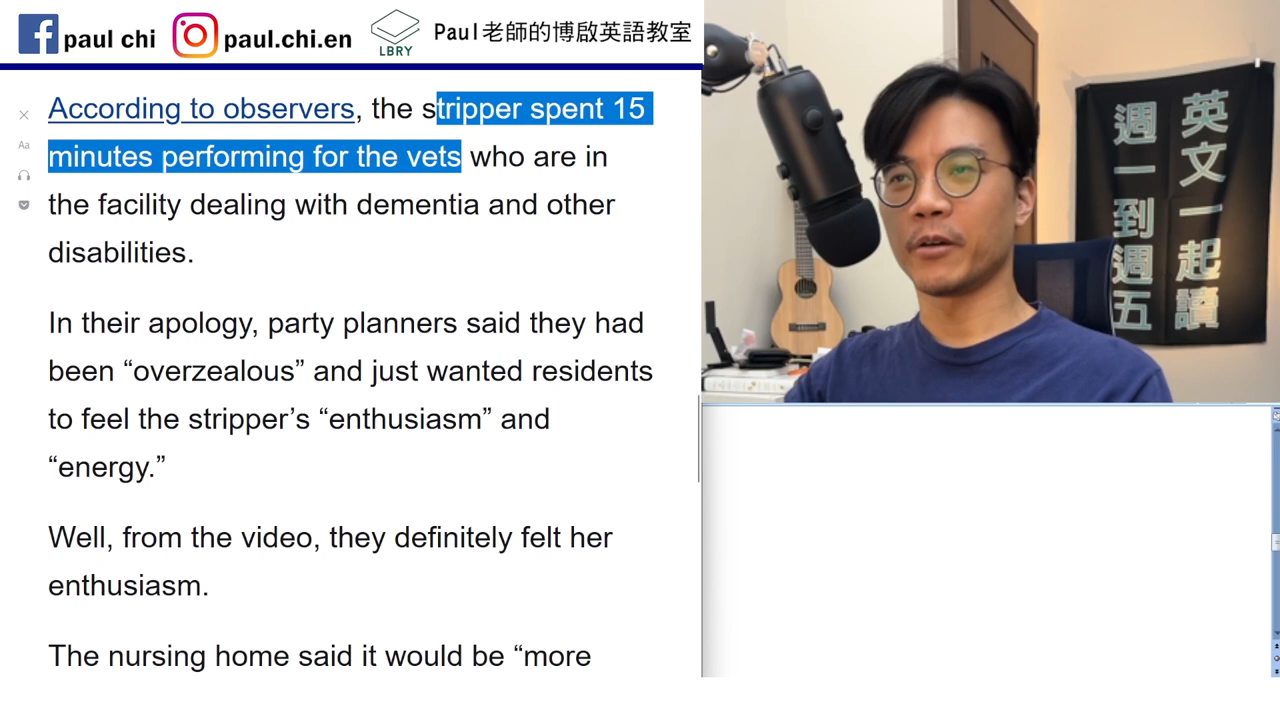 paul chi
paul.chi.en
LBRY
Paul老師的博啟英語教室
According to observers, the stripper spent 15
minutes performing for the vets who are in
the facility dealing with dementia and other
disabilities.
In their apology, party planners said they had
been “overzealous” and just wanted residents
to feel the stripper’s “enthusiasm” and
“energy.”
Well, from the video, they definitely felt her
enthusiasm.
The nursing home said it would be “more
Aa
英文一起讀
週一到週五